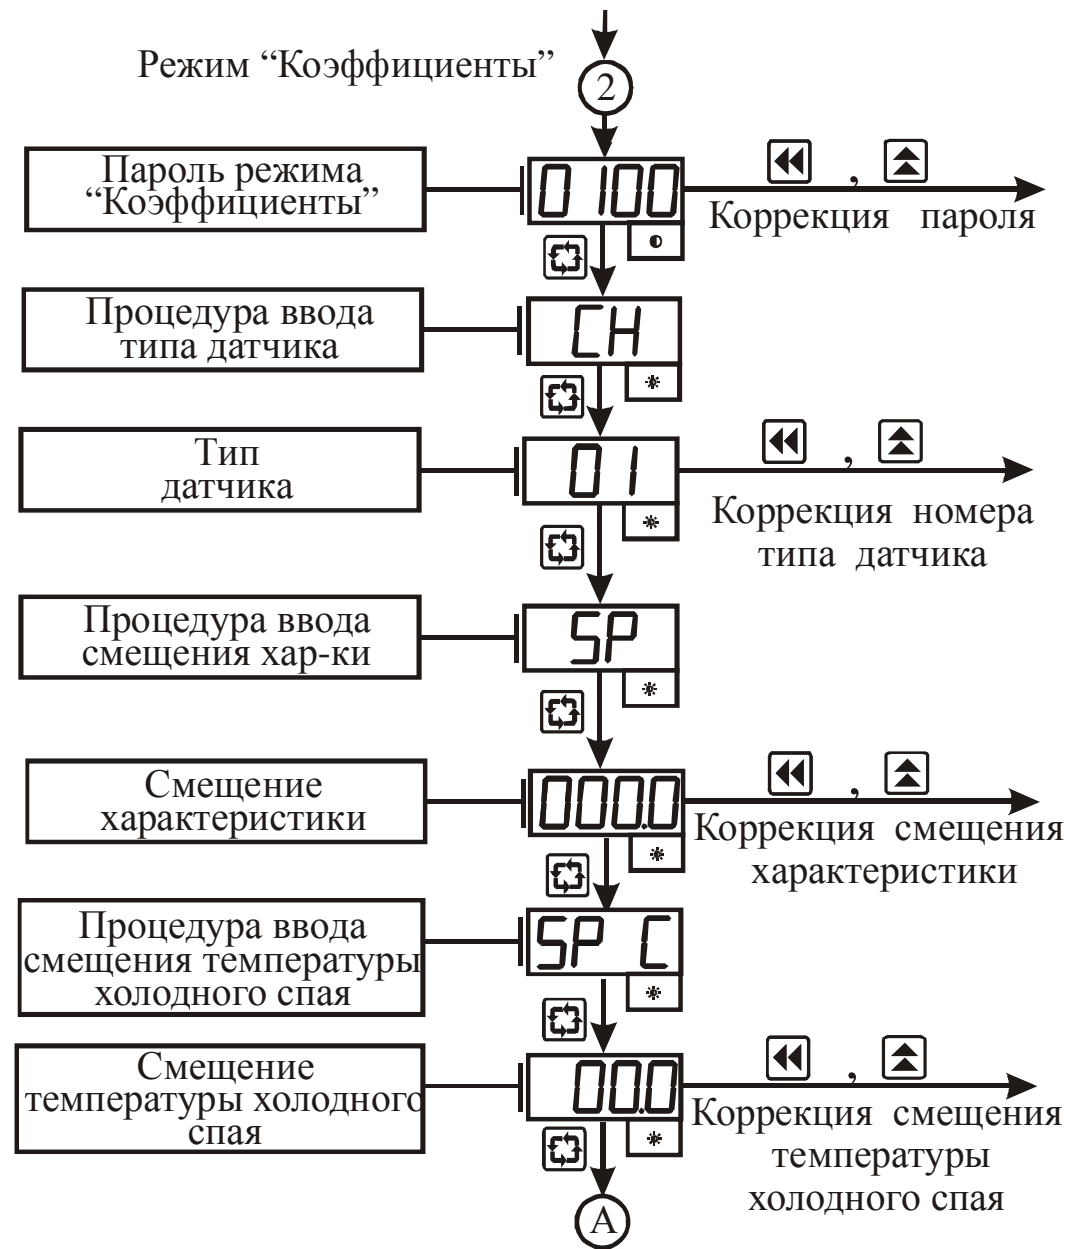 Режим “Коэффициенты”
2
Пароль режима
“Коэффициенты”
0100
,
Коррекция пароля
Процедура ввода
типа датчика
CH
Тип
датчика
01
,
Коррекция номера
типа датчика
Процедура ввода
смещения хар-ки
SP
Смещение
характеристики
000.0
,
Коррекция смещения
характеристики
Процедура ввода
смещения температуры
холодного спая
SP C
Смещение
температуры холодного
спая
00.0
,
Коррекция смещения
температуры
холодного спая
А